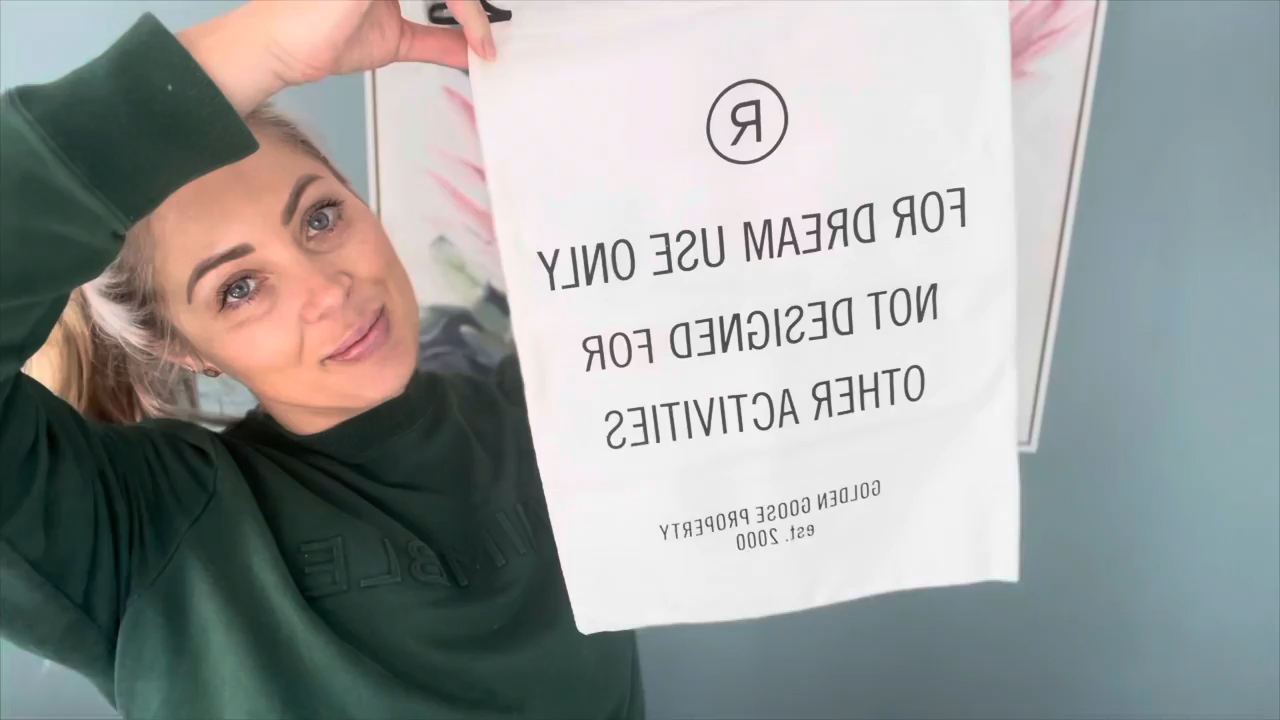 R
FOR DREAM USE ONLY
NOT DESIGNED FOR
OTHER ACTIVITIES
GOLDEN GOOSE PROPERTY
est. 2000